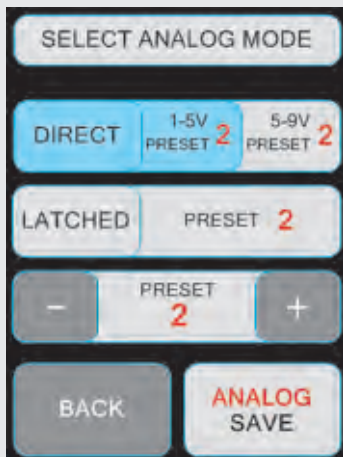 SELECT ANALOG MODE
DIRECT
1-5V
PRESET 2
5-9V
PRESET 2
LATCHED
PRESET 2
PRESET
2
- +
BACK
ANALOG
SAVE